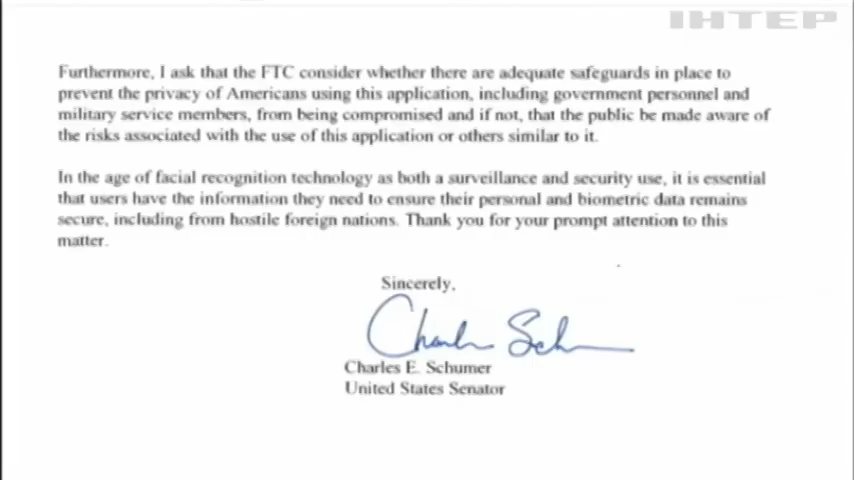 ІНТЕР
Furthermore, I ask that the FTC consider whether there are adequate safeguards in place to
prevent the privacy of Americans using this application, including government personnel and
military service members, from being compromised and if not, that the public be made aware of
the risks associated with the use of this application or others similar to it.
In the age of facial recognition technology as both a surveillance and security use, it is essential
that users have the information they need to ensure their personal and biometric data remains
secure, including from hostile foreign nations. Thank you for your prompt attention to this
matter.
Sincerely,
Charles E. Schumer
United States Senator